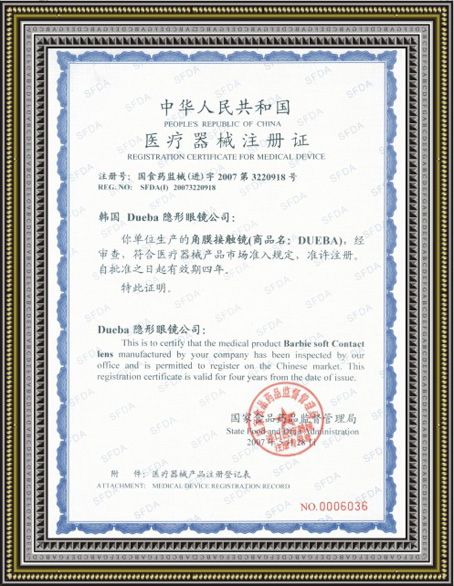 中华人民共和国
PEOPLE'S REPUBLIC OF CHINA
医疗器械注册证
REGISTRATION CERTIFICATE FOR MEDICAL DEVICE
注册号：国食药监械(进)字 2007 第 3220918 号
REG. NO: SFDA(I) 20073220918
韩国 Dueba 隐形眼镜公司：
你单位生产的角膜接触镜(商品名：DUEBA)，经
审查，符合医疗器械产品市场准入规定，准许注册。
自批准之日起有效期四年。
特此证明。
Dueba 隐形眼镜公司：
This is to certify that the medical product Barbie soft Contact
lens manufactured by your company has been inspected by our
office and is permitted to register on the Chinese market. This
registration certificate is valid for four years from the date of issue.
国家食品药品监督管理局
State Food and Drug Administration
2007 年 28 日
附 件：医疗器械产品注册登记表
ATTACHMENT: MEDICAL DEVICE REGISTRATION RECORD
NO.0006036